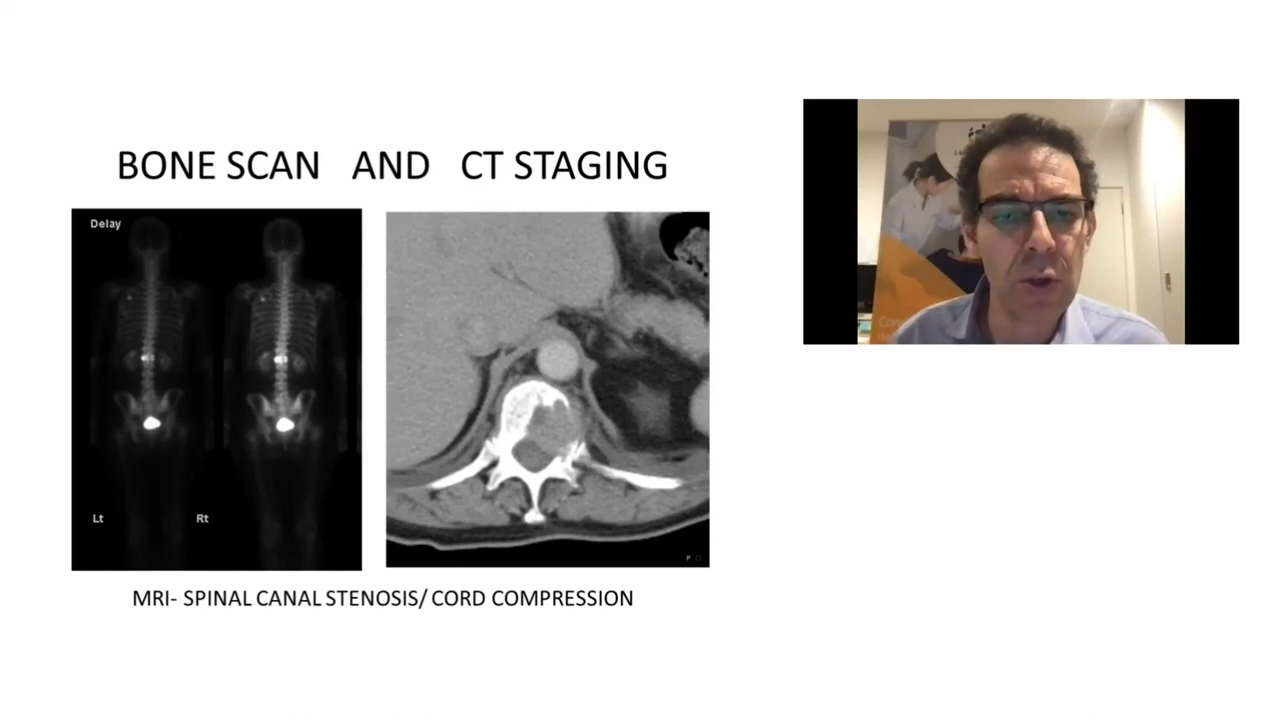 BONE SCAN AND CT STAGING
Delay
Lt Rt
P
MRI- SPINAL CANAL STENOSIS/ CORD COMPRESSION